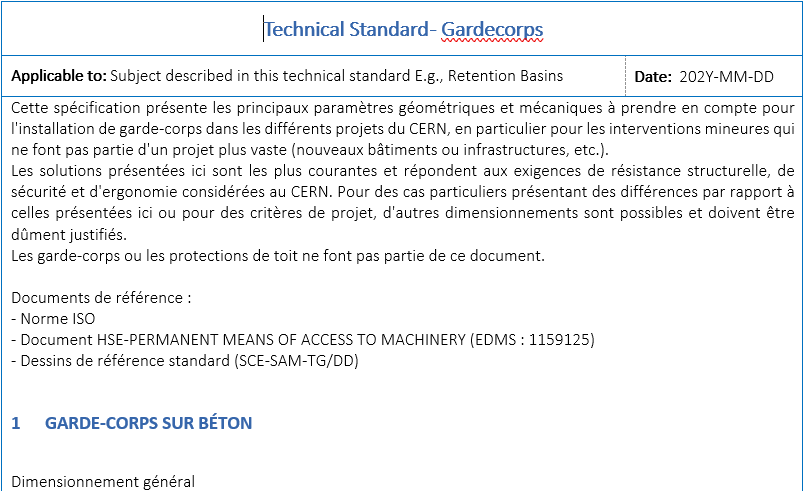 Technical Standard- Gardecorps
Applicable to: Subject described in this technical standard E.g., Retention Basins
Date: 202Y-MM-DD
Cette spécification présente les principaux paramètres géométriques et mécaniques à prendre en compte pour
l'installation de garde-corps dans les différents projets du CERN, en particulier pour les interventions mineures qui
ne font pas partie d'un projet plus vaste (nouveaux bâtiments ou infrastructures, etc.).
Les solutions présentées ici sont les plus courantes et répondent aux exigences de résistance structurelle, de
sécurité et d'ergonomie considérées au CERN. Pour des cas particuliers présentant des différences par rapport à
celles présentées ici ou pour des critères de projet, d'autres dimensionnements sont possibles et doivent être
dûment justifiés.
Les garde-corps ou les protections de toit ne font pas partie de ce document.
Documents de référence :
- Norme ISO
- Document HSE-PERMANENT MEANS OF ACCESS TO MACHINERY (EDMS : 1159125)
- Dessins de référence standard (SCE-SAM-TG/DD)
1 GARDE-CORPS SUR BÉTON
Dimensionnement général